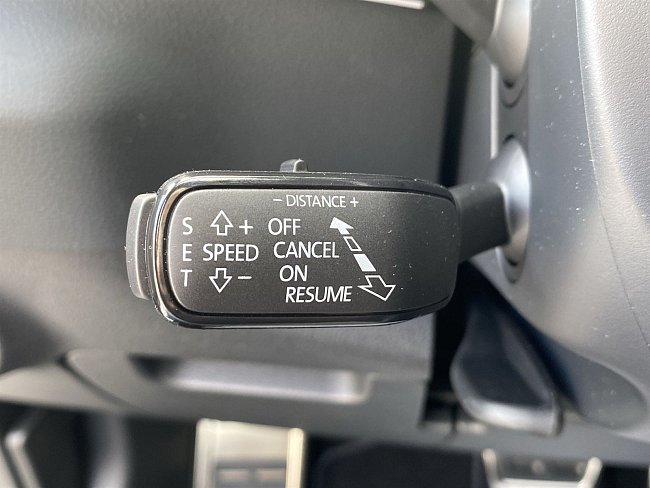 - DISTANCE +
S + OFF
E SPEED CANCEL
T - ON
RESUME